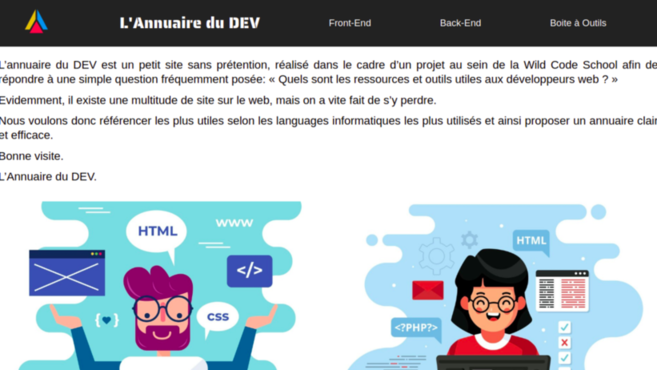 L'Annuaire du DEV
Front-End
Back-End
Boite à Outils
L'annuaire du DEV est un petit site sans prétention, réalisé dans le cadre d'un projet au sein de la Wild Code School afin de
répondre à une simple question fréquemment posée: « Quels sont les ressources et outils utiles aux développeurs web ? »
Evidemment, il existe une multitude de site sur le web, mais on a vite fait de s'y perdre.
Nous voulons donc référencer les plus utiles selon les languages informatiques les plus utilisés et ainsi proposer un annuaire clair
et efficace.
Bonne visite.
L'Annuaire du DEV.
HTML
www
</>
CSS
HTML
<?PHP>